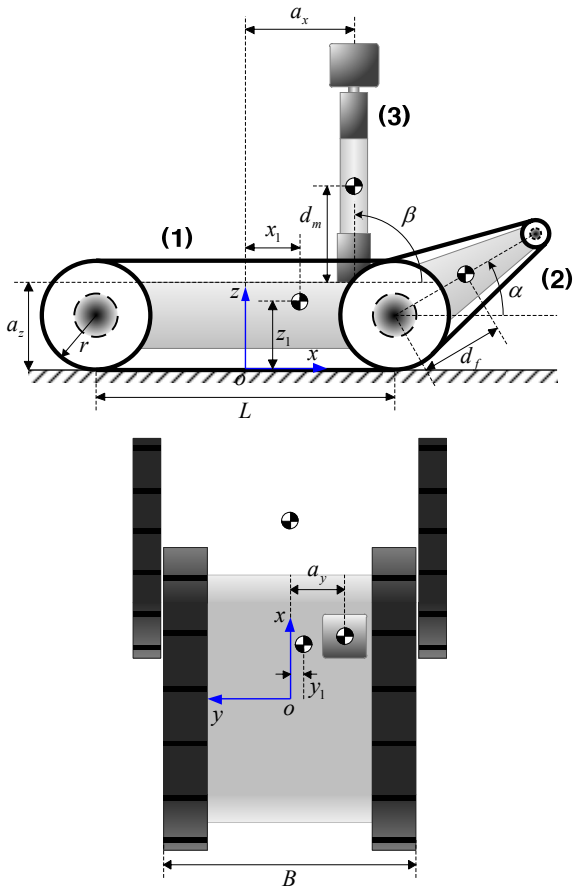 a_x
(3)
d_m
β
(1)
x_1
(2)
z
z_1
α
a_z
r
x
o
d_f
L
a_y
x
y_1
y
o
B